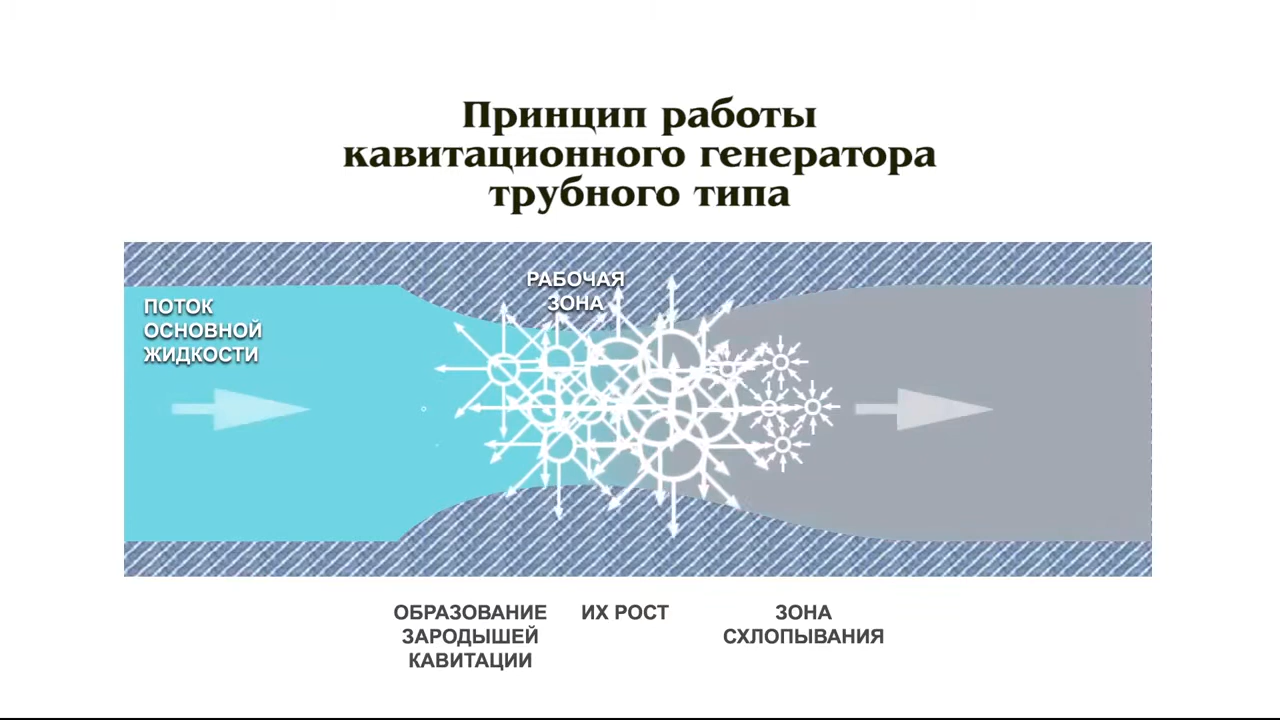 Принцип работы
кавитационного генератора
трубного типа
РАБОЧАЯ
ЗОНА
ПОТОК
ОСНОВНОЙ
ЖИДКОСТИ
ОБРАЗОВАНИЕ
ЗАРОДЫШЕЙ
КАВИТАЦИИ
ИХ РОСТ
ЗОНА
СХЛОПЫВАНИЯ